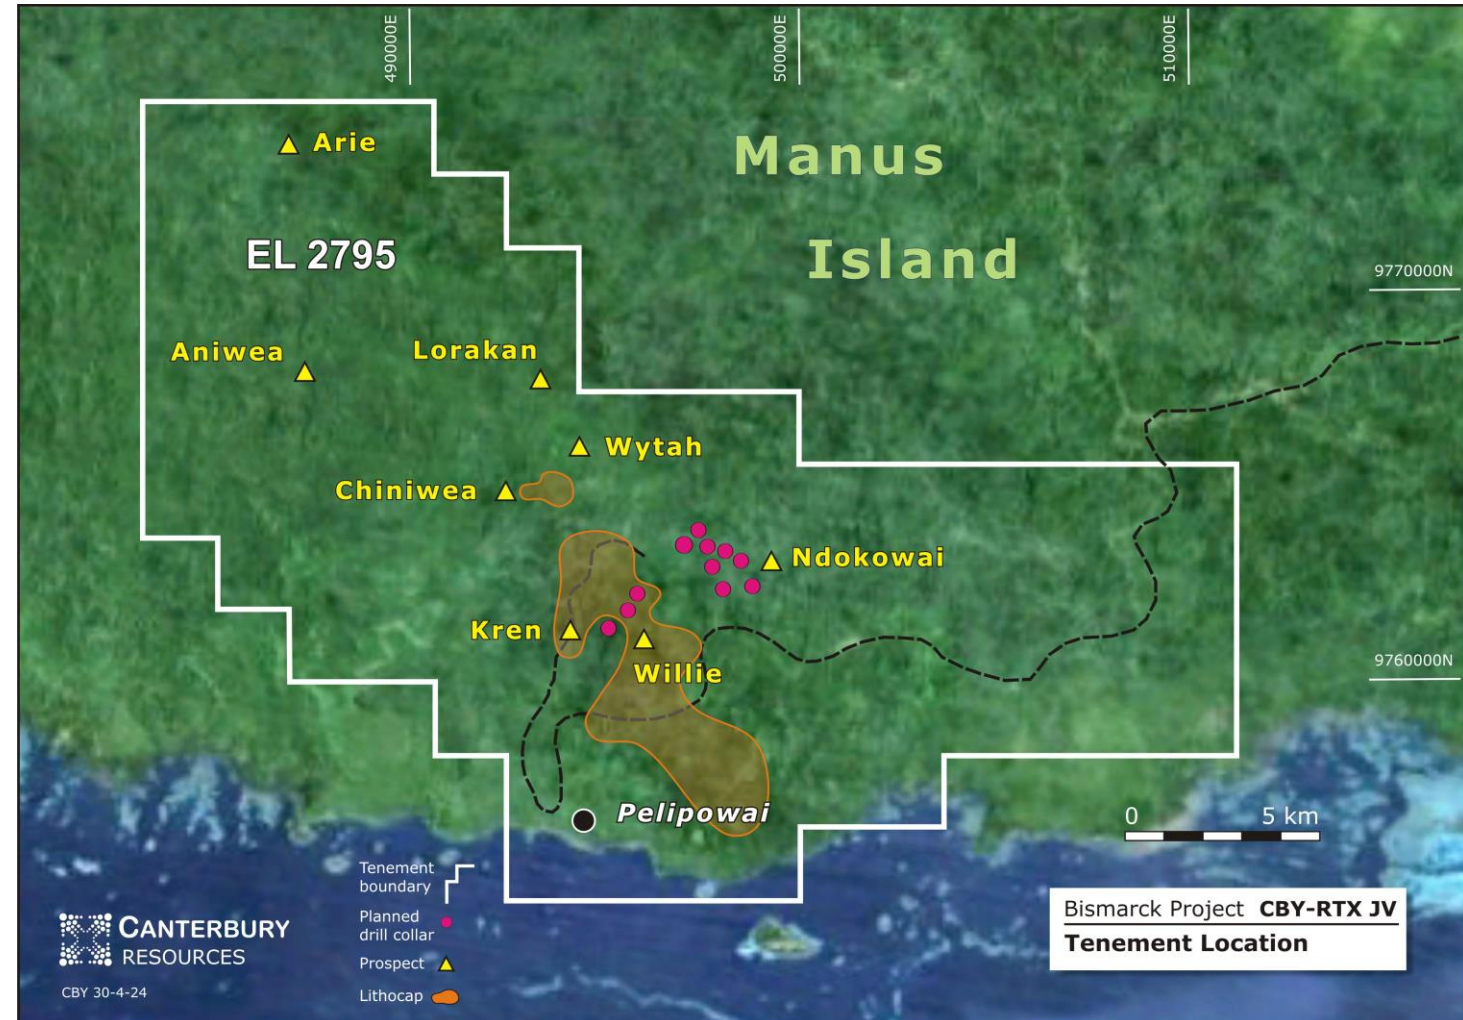 490000E
500000E
510000E
Arie
Manus
EL 2795
Island
9770000N
Aniwea
Lorakan
Wytah
Chiniwea
Ndokowai
Kren
Willie
9760000N
Pelipowai
0 5 km
Tenement
boundary
Planned
drill collar
Prospect
Lithocap
CANTERBURY
RESOURCES
CBY 30-4-24
Bismarck Project CBY-RTX JV
Tenement Location